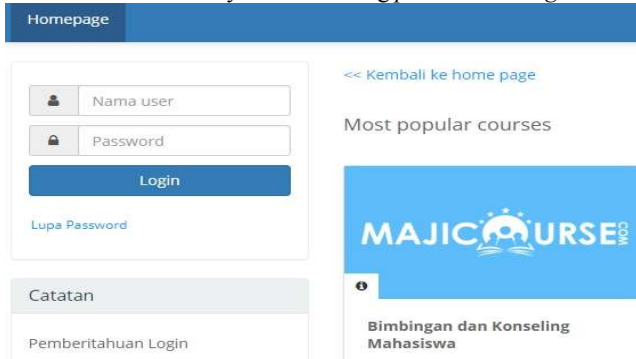 Homepage
Nama user
Password
Login
Lupa Password
Catatan
Pemberitahuan Login
<< Kembali ke home page
Most popular courses
MAJICOURSE.COM
Bimbingan dan Konseling
Mahasiswa